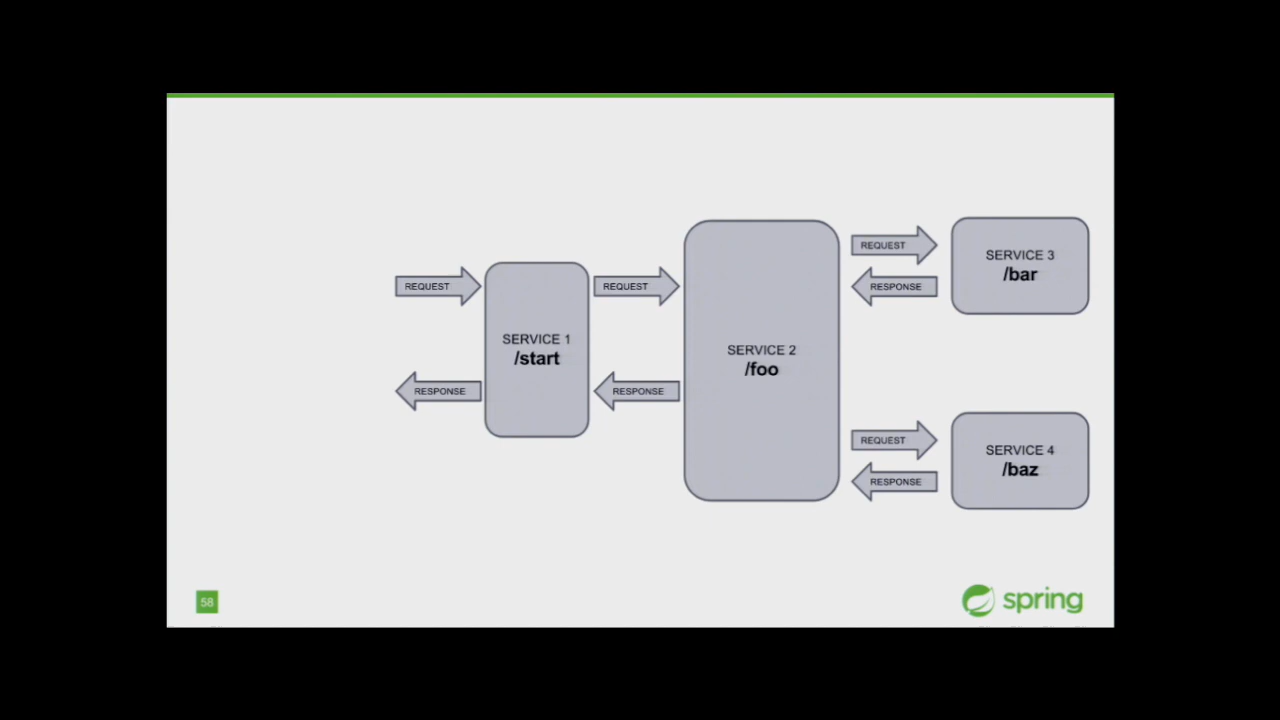 REQUEST
RESPONSE
SERVICE 1
/start
REQUEST
RESPONSE
SERVICE 2
/foo
REQUEST
RESPONSE
SERVICE 3
/bar
REQUEST
RESPONSE
SERVICE 4
/baz
58
spring